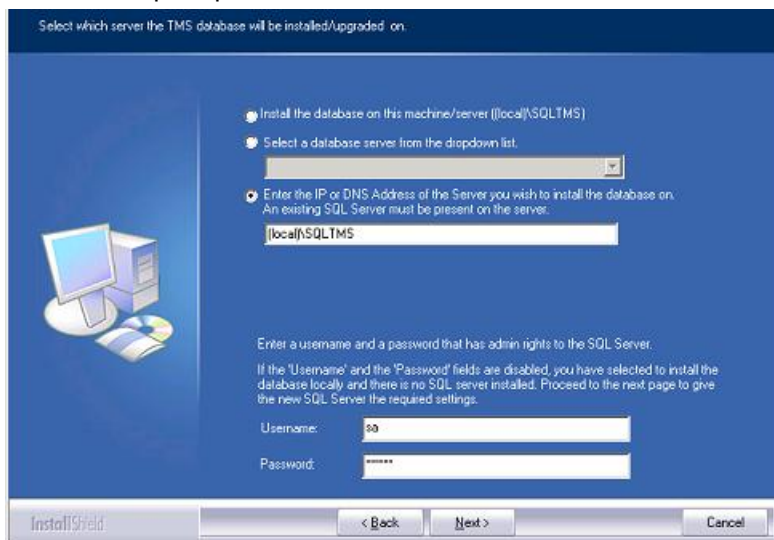 Select which server the TMS database will be installed/upgraded on.
Install the database on this machine/server ((local)\SQLTMS)
Select a database server from the dropdown list.
Enter the IP or DNS Address of the Server you wish to install the database on.
An existing SQL Server must be present on the server.
(local)\SQLTMS
Enter a username and a password that has admin rights to the SQL Server.
If the 'Username' and the 'Password' fields are disabled, you have selected to install the
database locally and there is no SQL server installed. Proceed to the next page to give
the new SQL Server the required settings.
Username: sa
Password: ******
InstallShield
< Back Next > Cancel